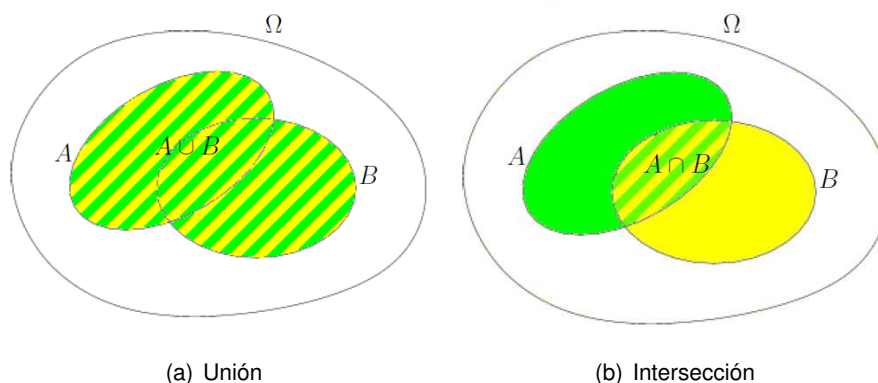 Ω
A
A ∪ B
B
(a) Unión
Ω
A
A ∩ B
B
(b) Intersección